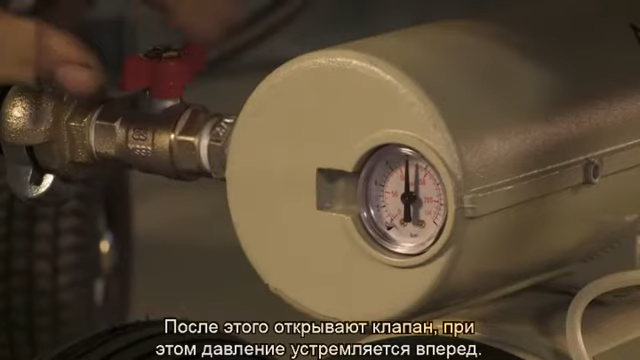 После этого открывают клапан, при
этом давление устремляется вперед.